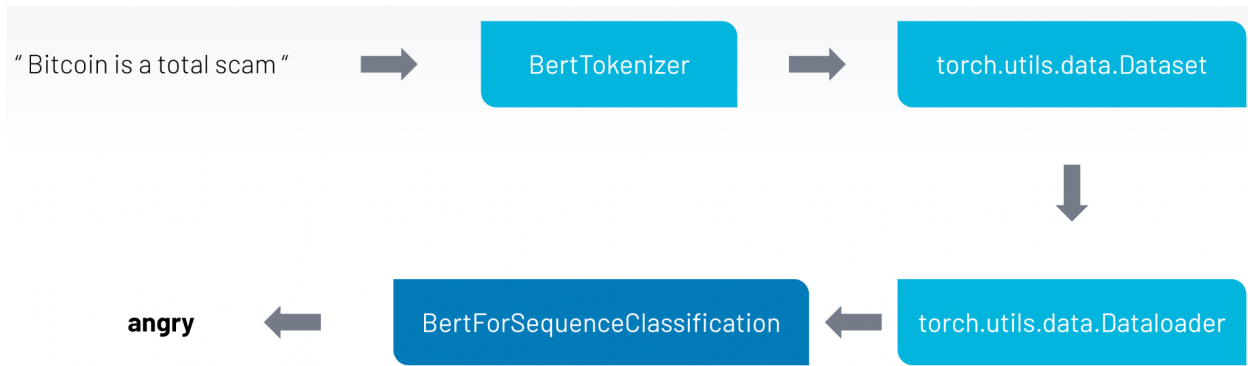 “ Bitcoin is a total scam “
BertTokenizer
torch.utils.data.Dataset
angry
BertForSequenceClassification
torch.utils.data.Dataloader